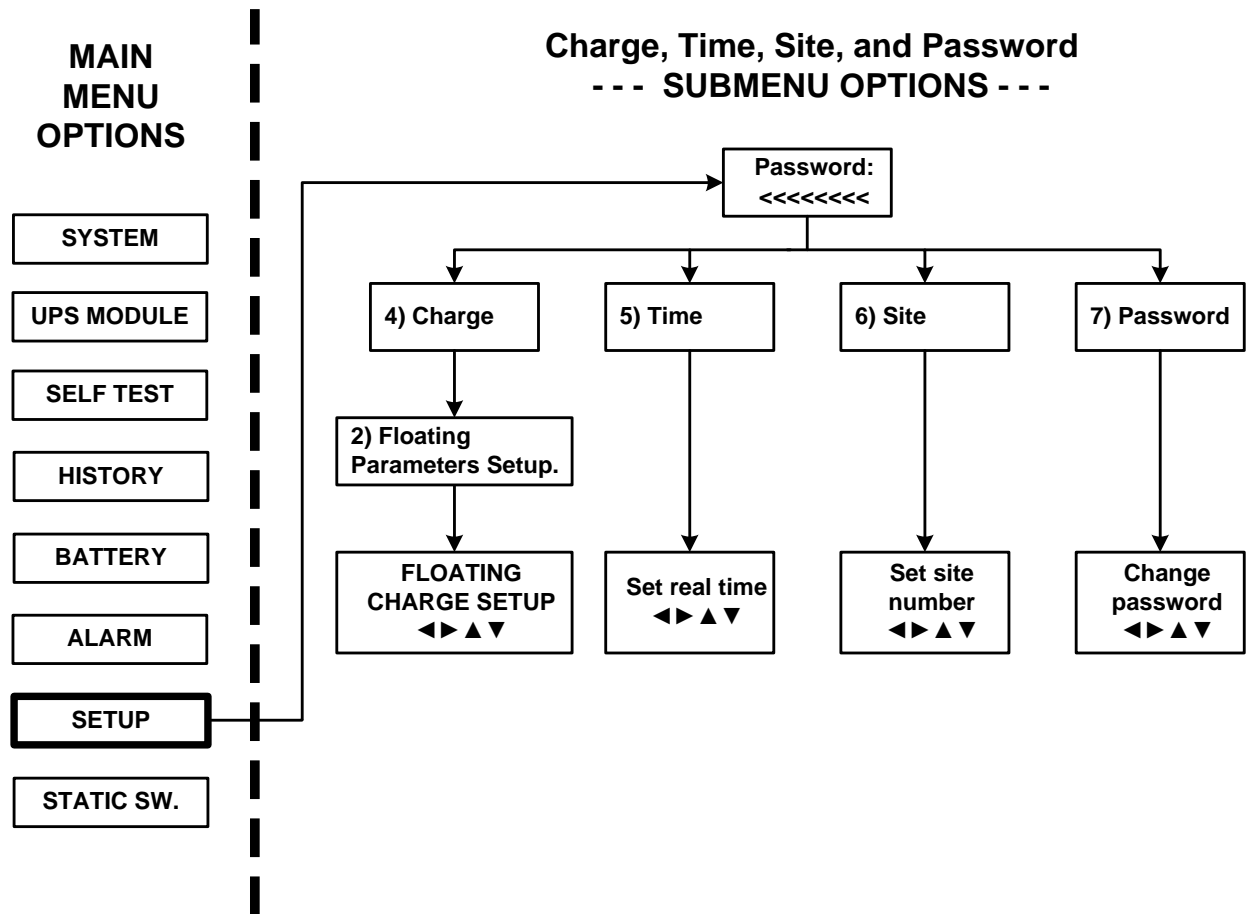 MAIN
MENU
OPTIONS
SYSTEM
UPS MODULE
SELF TEST
HISTORY
BATTERY
ALARM
SETUP
STATIC SW.
Charge, Time, Site, and Password
- - - SUBMENU OPTIONS - - -
Password:
<<<<<<<<
4) Charge
5) Time
6) Site
7) Password
2) Floating
Parameters Setup.
FLOATING
CHARGE SETUP
◄ ► ▲ ▼
Set real time
◄ ► ▲ ▼
Set site
number
◄ ► ▲ ▼
Change
password
◄ ► ▲ ▼